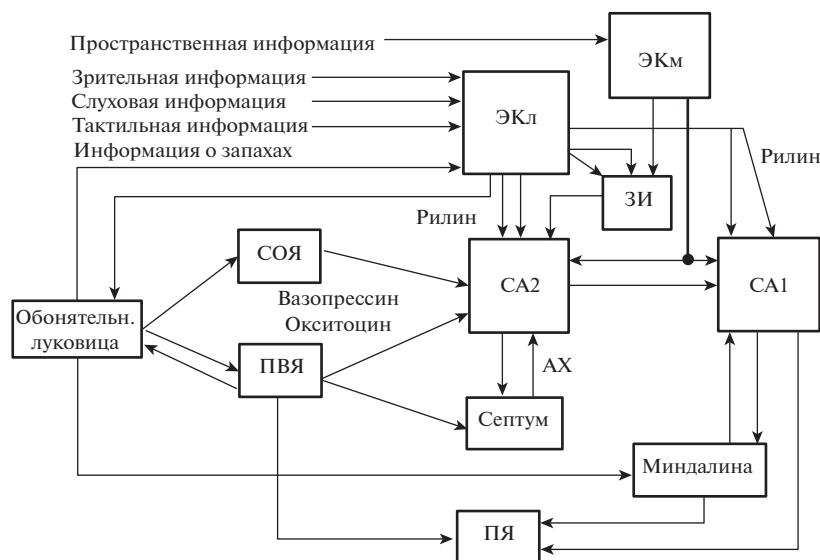 Пространственная информация
ЭКм
Зрительная информация
Слуховая информация
Тактильная информация
Информация о запахах
ЭКл
Рилин
ЗИ
Рилин
СОЯ
СА2
СА1
Вазопрессин
Окситоцин
Обонятельн.
луковица
ПВЯ
АХ
Септум
Миндалина
ПЯ